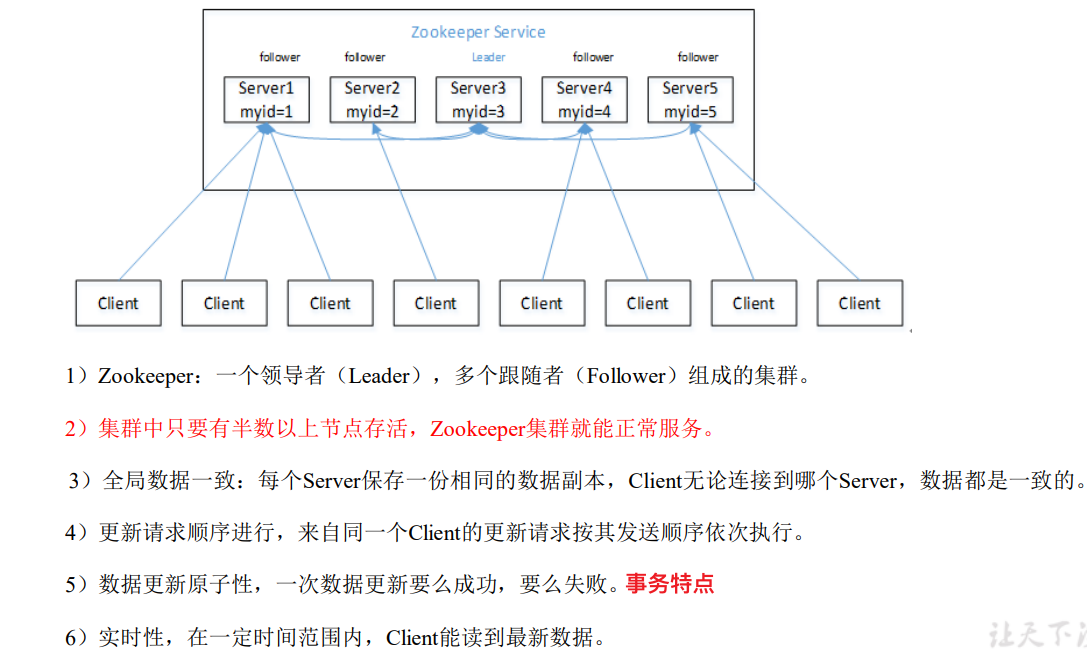 Zookeeper Service
follower follower Leader follower follower
Server1 Server2 Server3 Server4 Server5
myid=1 myid=2 myid=3 myid=4 myid=5
Client Client Client Client Client Client Client Client
1）Zookeeper：一个领导者（Leader），多个跟随者（Follower）组成的集群。
2）集群中只要有半数以上节点存活，Zookeeper集群就能正常服务。
3）全局数据一致：每个Server保存一份相同的数据副本，Client无论连接到哪个Server，数据都是一致的。
4）更新请求顺序进行，来自同一个Client的更新请求按其发送顺序依次执行。
5）数据更新原子性，一次数据更新要么成功，要么失败。事务特点
6）实时性，在一定时间范围内，Client能读到最新数据。
让天下